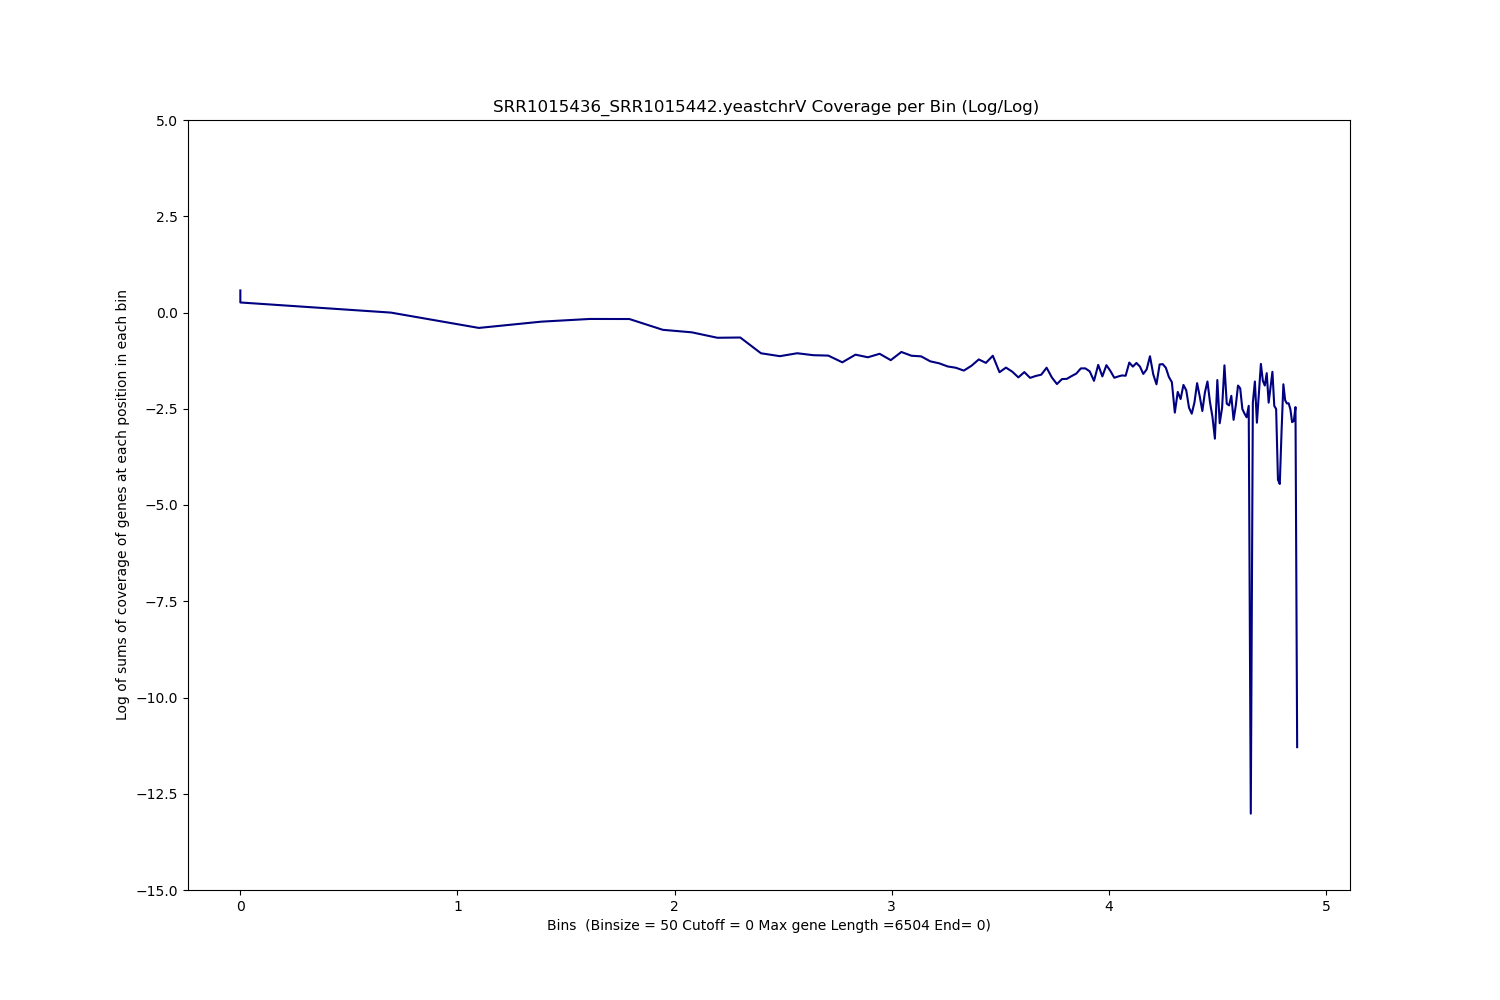 SRR1015436_SRR1015442.yeastchrV Coverage per Bin (Log/Log)
Log of sums of coverage of genes at each position in each bin
5.0
2.5
0.0
−2.5
−5.0
−7.5
−10.0
−12.5
−15.0
0 1 2 3 4 5
Bins  (Binsize = 50 Cutoff = 0 Max gene Length =6504 End= 0)